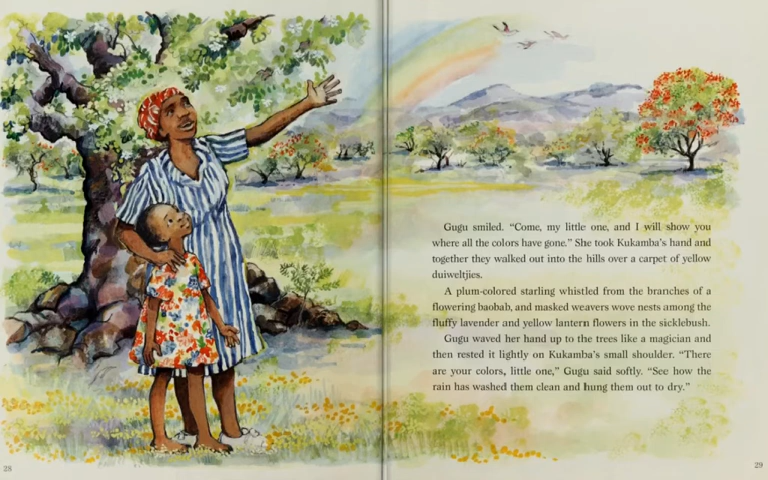 Gugu smiled. “Come, my little one, and I will show you
where all the colors have gone.” She took Kukamba’s hand and
together they walked out into the hills over a carpet of yellow
duiweltjies.
A plum-colored starling whistled from the branches of a
flowering baobab, and masked weavers wove nests among the
fluffy lavender and yellow lantern flowers in the sicklebush.
Gugu waved her hand up to the trees like a magician and
then rested it lightly on Kukamba’s small shoulder. “There
are your colors, little one,” Gugu said softly. “See how the
rain has washed them clean and hung them out to dry.”
28
29